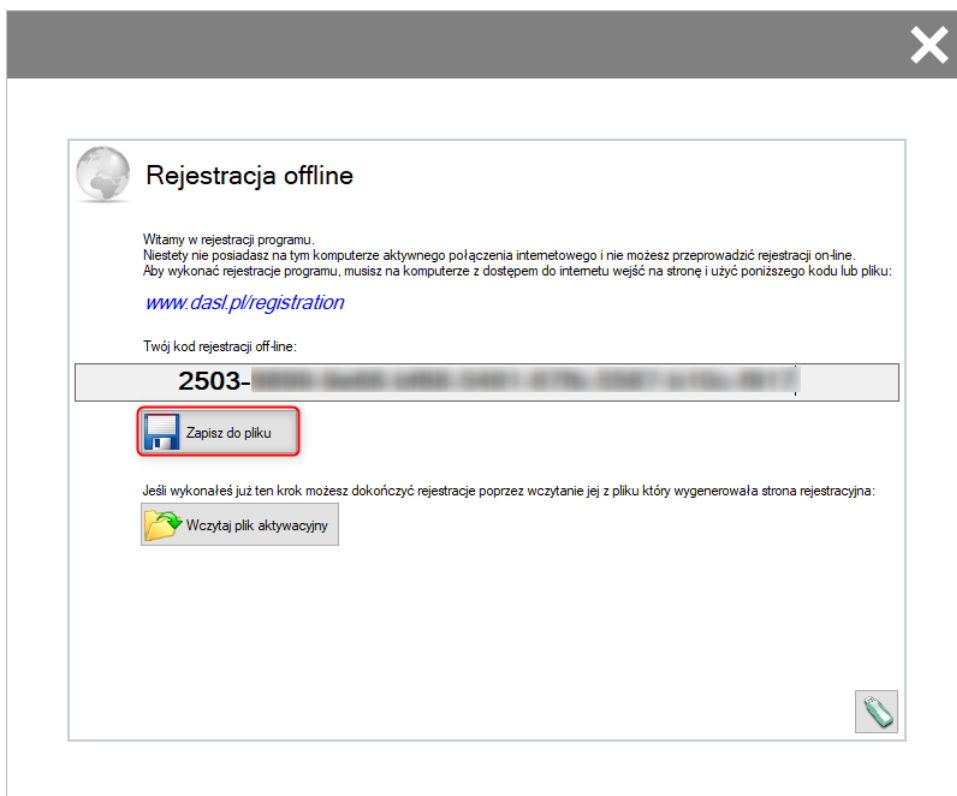 Rejestracja offline
Witamy w rejestracji programu.
Niestety nie posiadasz na tym komputerze aktywnego połączenia internetowego i nie możesz przeprowadzić rejestracji on-line.
Aby wykonać rejestracje programu, musisz na komputerze z dostępem do internetu wejść na stronę i użyć poniższego kodu lub pliku:
www.dasl.pl/registration
Twój kod rejestracji off-line:
2503-
Zapisz do pliku
Jeśli wykonałeś już ten krok możesz dokończyć rejestracje poprzez wczytanie jej z pliku który wygenerowała strona rejestracyjna:
Wczytaj plik aktywacyjny